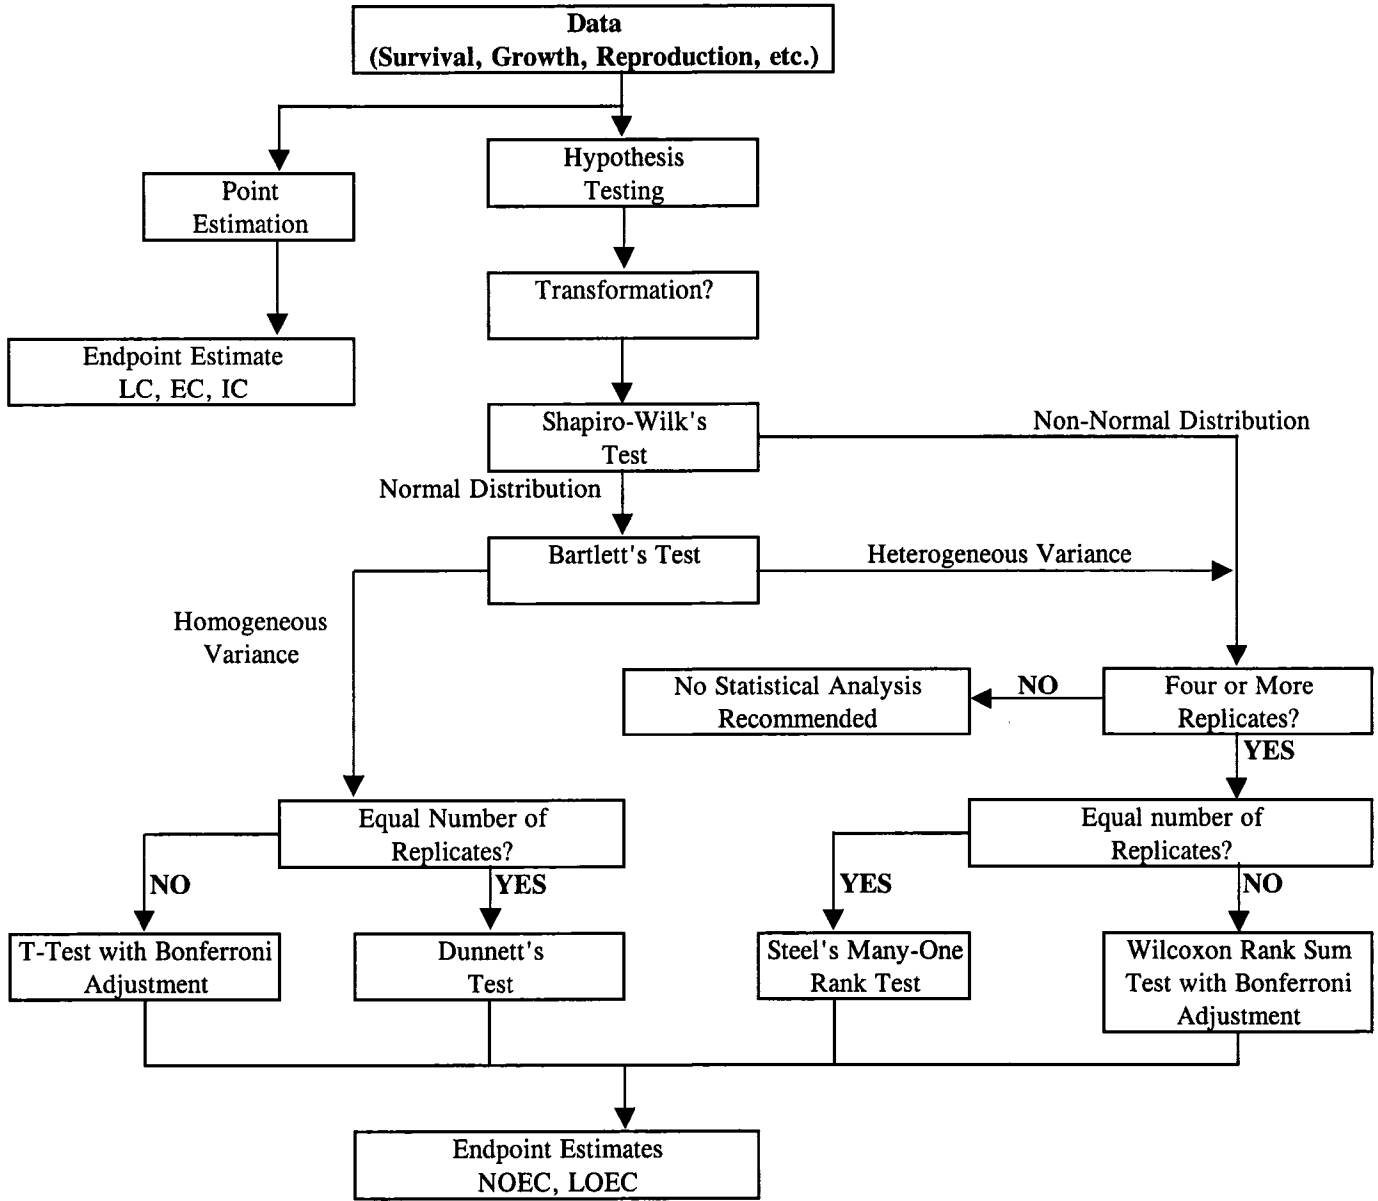 Data
(Survival, Growth, Reproduction, etc.)
Hypothesis
Testing
Point
Estimation
Transformation?
Endpoint Estimate
LC, EC, IC
Shapiro-Wilk's
Test
Non-Normal Distribution
Normal Distribution
Bartlett's Test
Heterogeneous Variance
Homogeneous
Variance
No Statistical Analysis
Recommended
NO
Four or More
Replicates?
YES
Equal Number of
Replicates?
Equal number of
Replicates?
NO
YES
YES
NO
T-Test with Bonferroni
Adjustment
Dunnett's
Test
Steel's Many-One
Rank Test
Wilcoxon Rank Sum
Test with Bonferroni
Adjustment
Endpoint Estimates
NOEC, LOEC